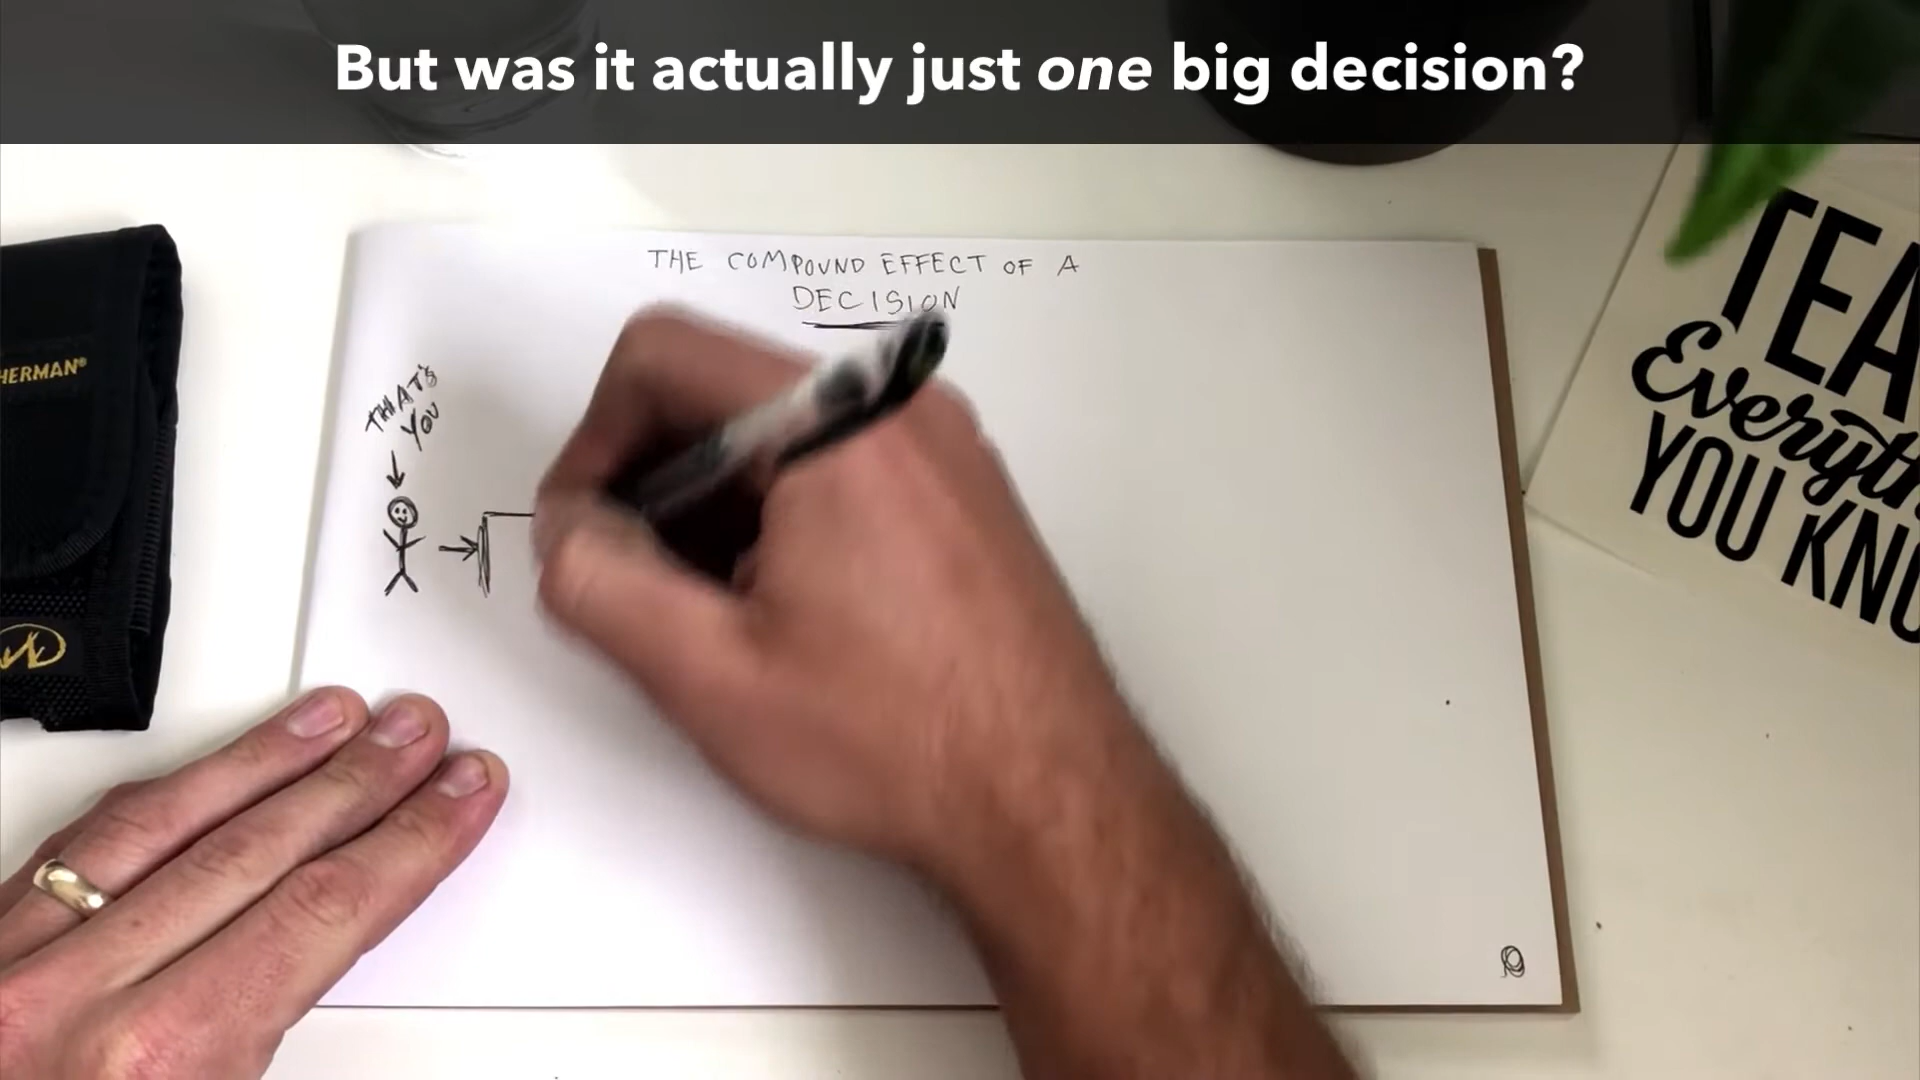 But was it actually just one big decision?
THE COMPOUND EFFECT OF A
DECISION
THAT'S
YOU
HERMAN®
TEA
Everyth
YOU KNO